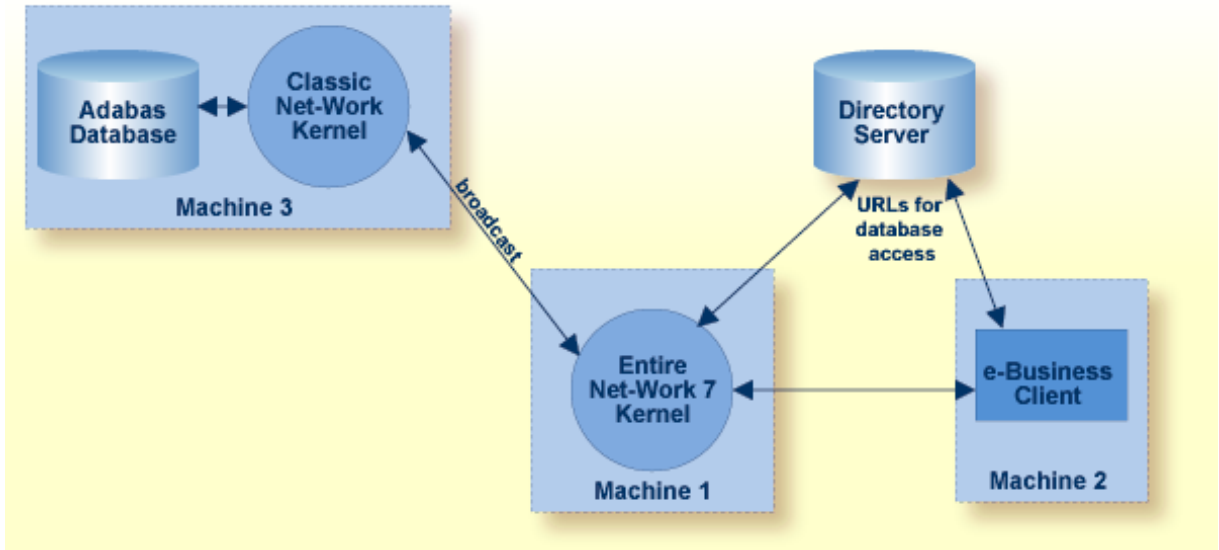 Adabas
Database
Classic
Net-Work
Kernel
Machine 3
broadcast
Directory
Server
URLs for
database
access
Entire
Net-Work 7
Kernel
Machine 1
e-Business
Client
Machine 2